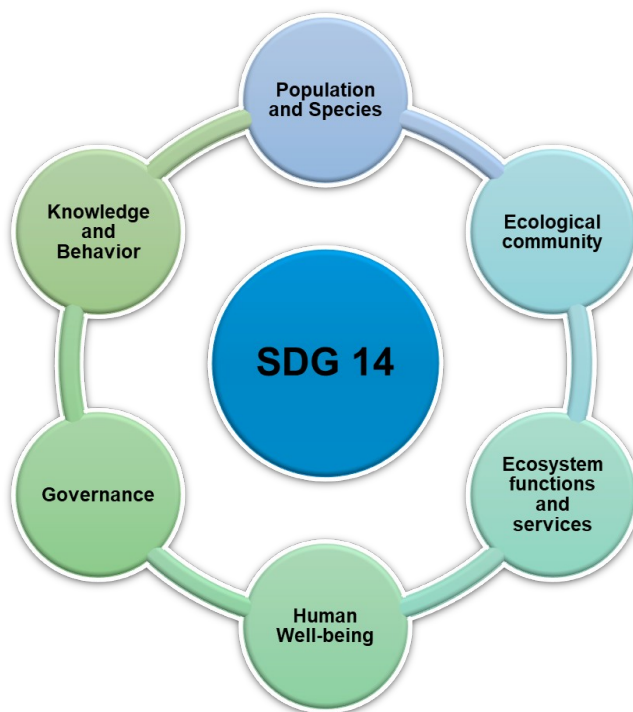 Population
and Species
Ecological
community
Ecosystem
functions
and
services
Human
Well-being
Governance
Knowledge
and
Behavior
SDG 14